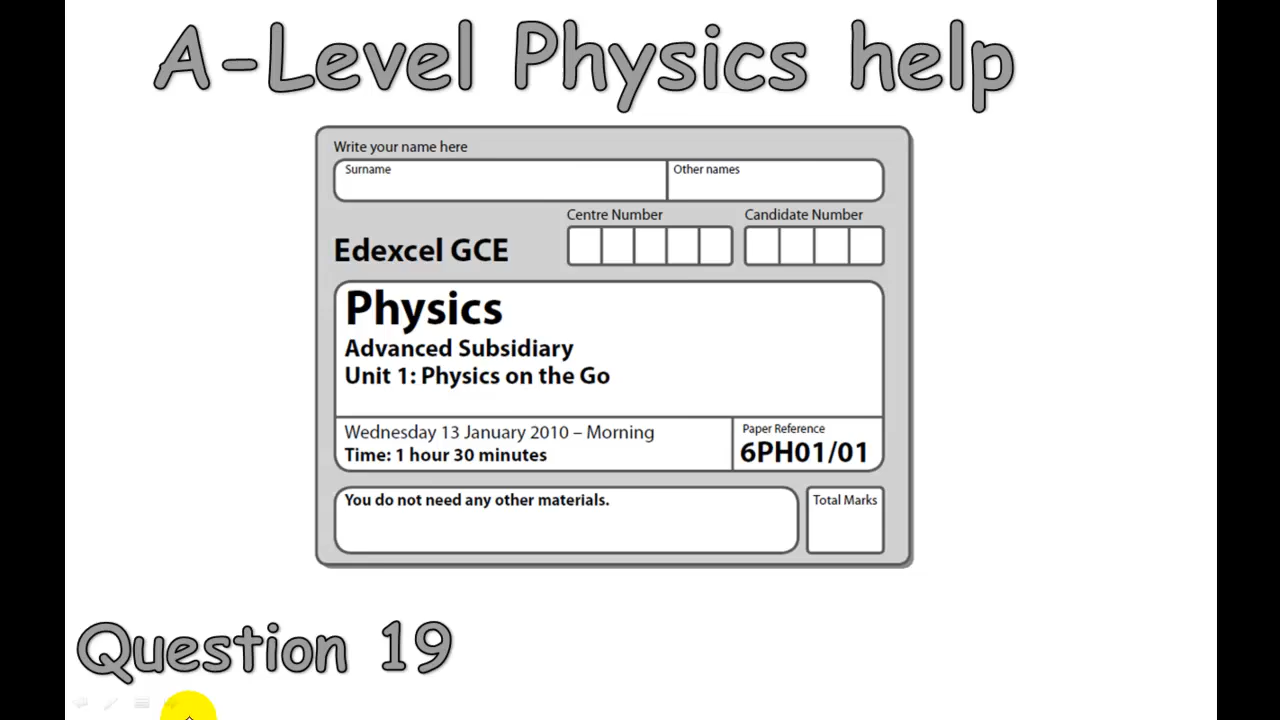 A-Level Physics help
Write your name here
Surname
Other names
Centre Number
Candidate Number
Edexcel GCE
Physics
Advanced Subsidiary
Unit 1: Physics on the Go
Wednesday 13 January 2010 – Morning
Time: 1 hour 30 minutes
Paper Reference
6PH01/01
You do not need any other materials.
Total Marks
Question 19